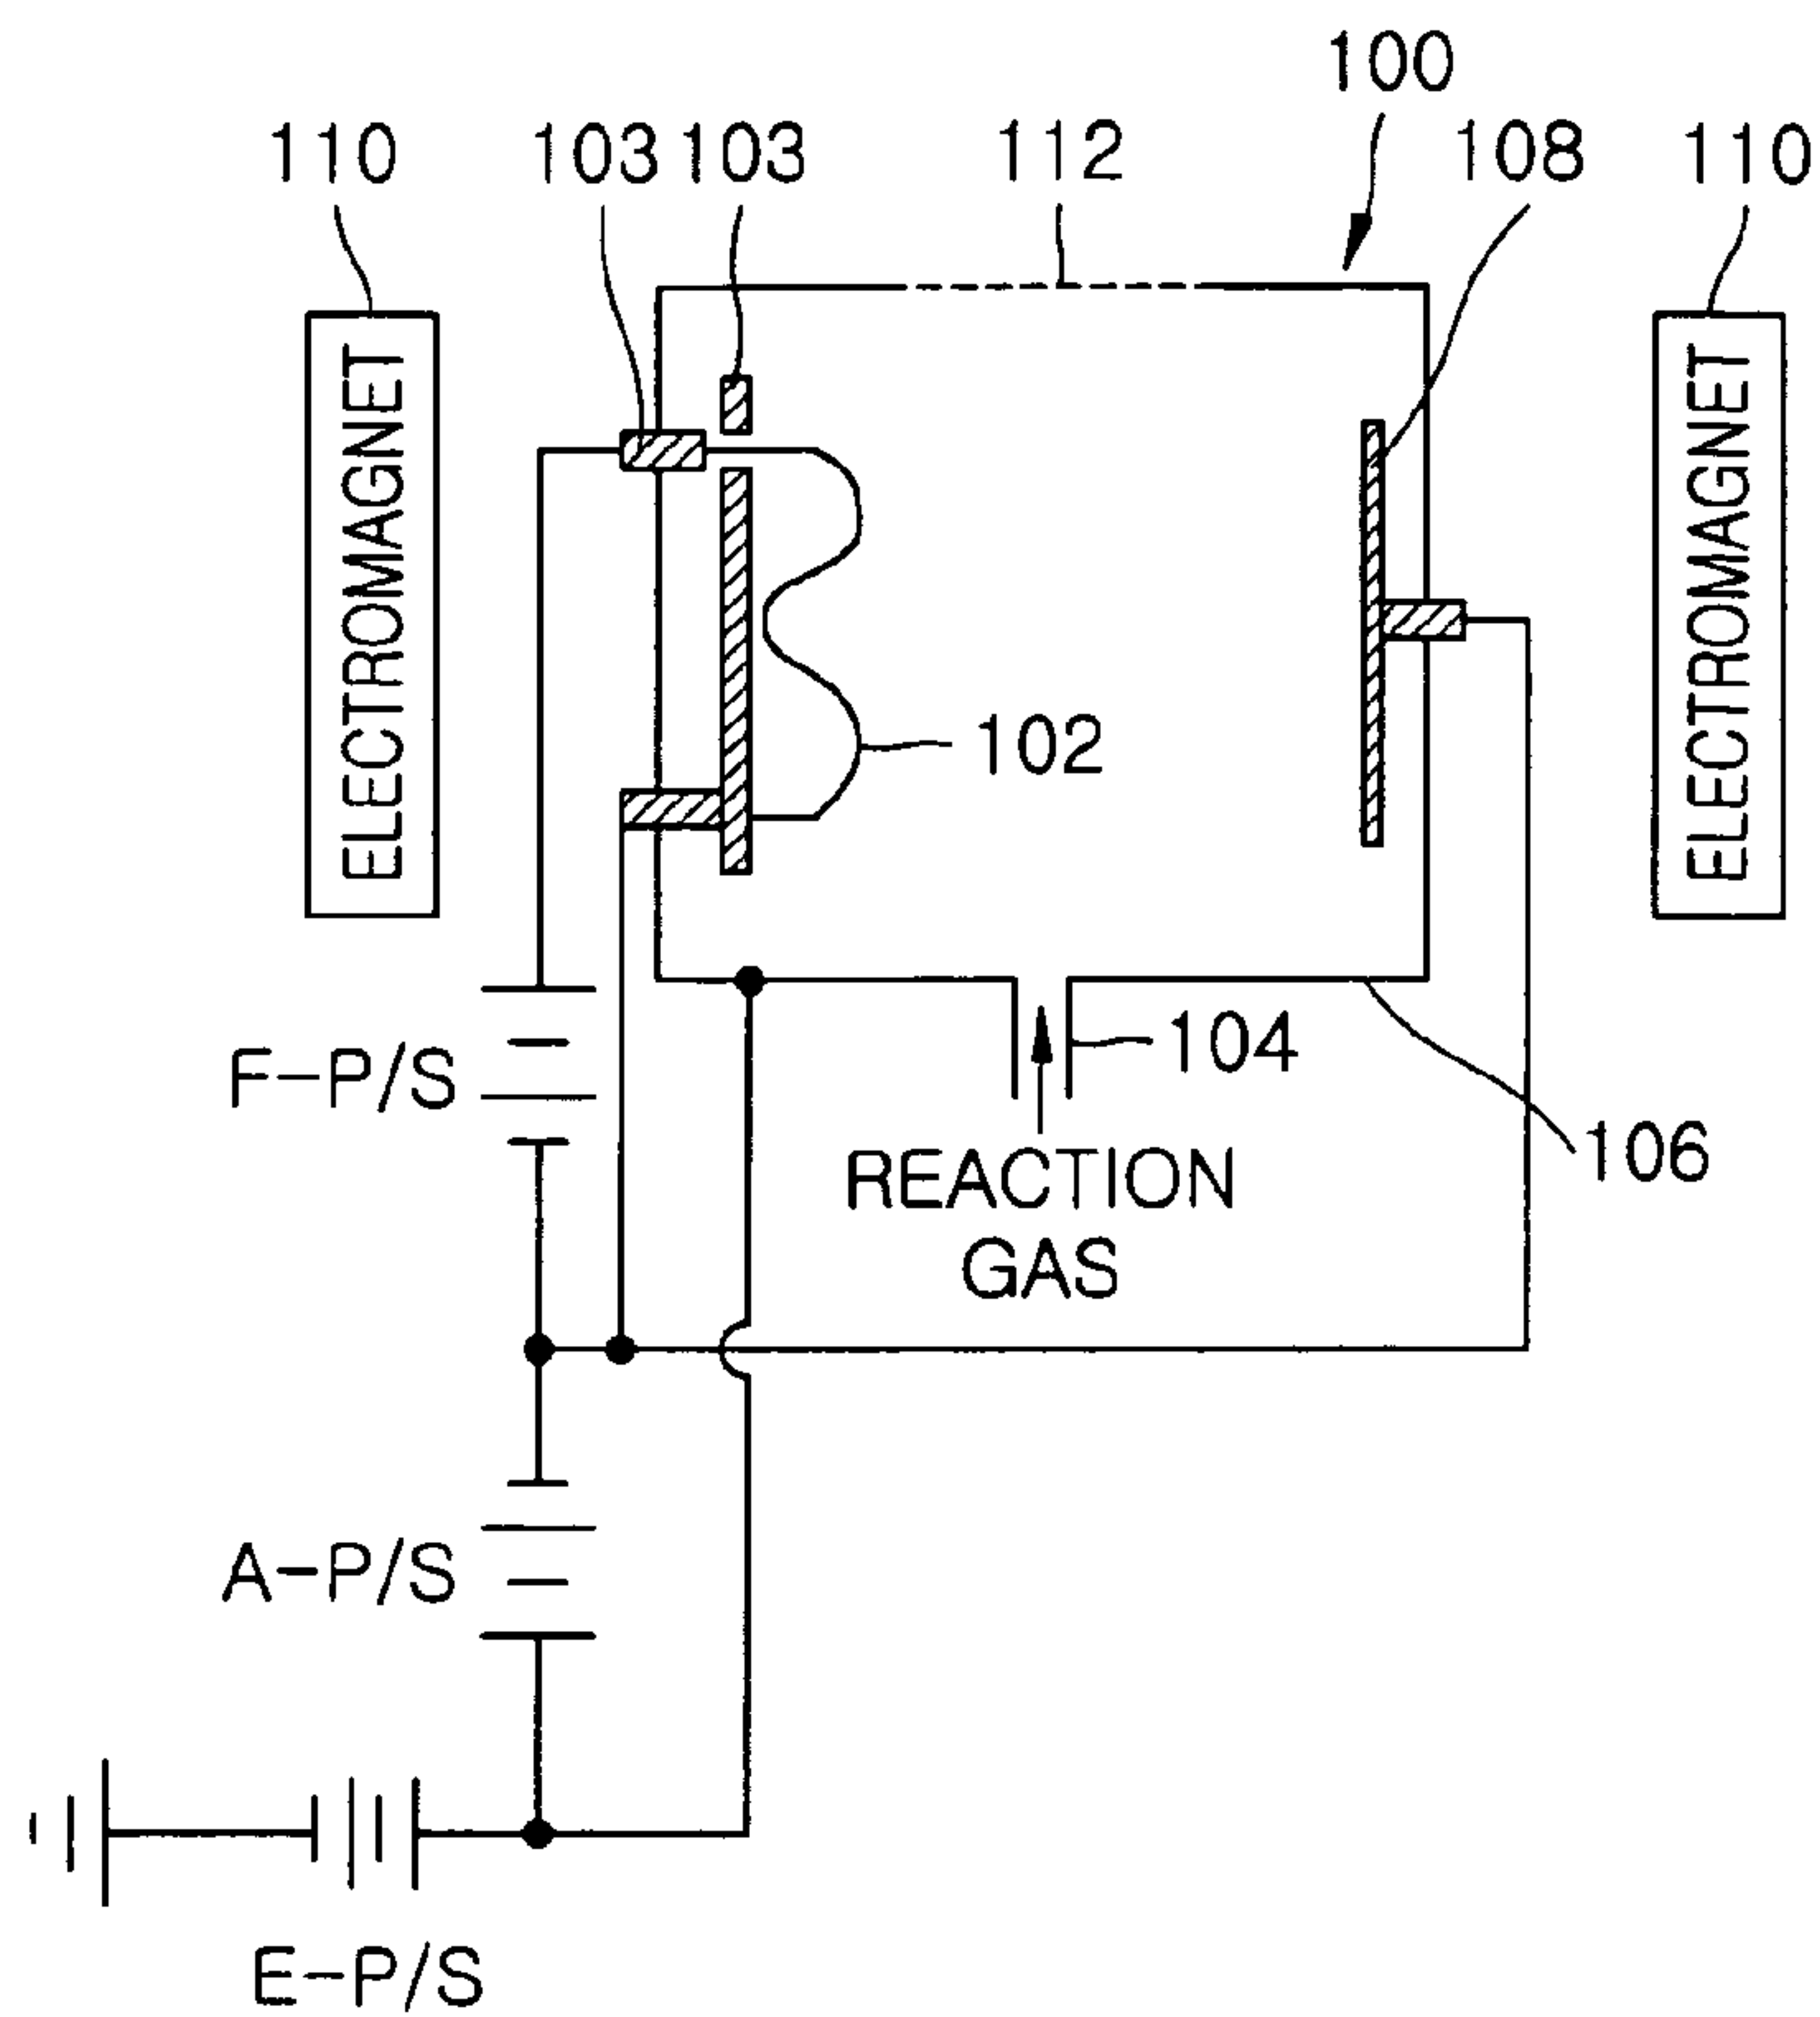 100
110
103
103
112
108
110
ELECTROMAGNET
ELECTROMAGNET
102
104
F-P/S
REACTION
GAS
106
A-P/S
E-P/S